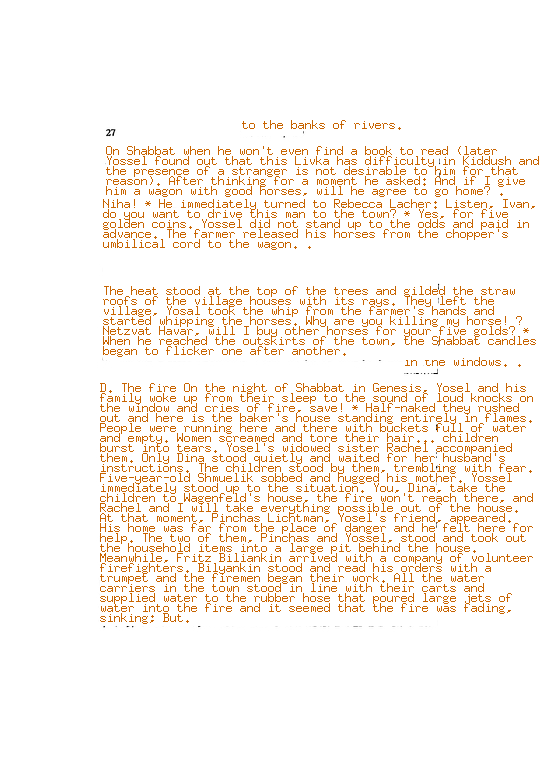 to the banks of rivers.
27
On Shabbat when he won't even find a book to read (later
Yossel found out that this Livka has difficulty in Kiddush and
the presence of a stranger is not desirable to him for that
reason). After thinking for a moment he asked: And if I give
him a wagon with good horses, will he agree to go home? .
Niha! * He immediately turned to Rebecca Lacher: Listen, Ivan,
do you want to drive this man to the town? * Yes, for five
golden coins. Yossel did not stand up to the odds and paid in
advance. The farmer released his horses from the chopper's
umbilical cord to the wagon. .
The heat stood at the top of the trees and gilded the straw
roofs of the village houses with its rays. They left the
village, Yosal took the whip from the farmer's hands and
started whipping the horses. Why are you killing my horse! ?
Netzvat Havar, will I buy other horses for your five golds? *
When he reached the outskirts of the town, the Shabbat candles
began to flicker one after another.
in the windows. .
D. The fire On the night of Shabbat in Genesis, Yosel and his
family woke up from their sleep to the sound of loud knocks on
the window and cries of fire, save! * Half-naked they rushed
out and here is the baker's house standing entirely in flames.
People were running here and there with buckets full of water
and empty. Women screamed and tore their hair... children
burst into tears. Yosel's widowed sister Rachel accompanied
them. Only Dina stood quietly and waited for her husband's
instructions. The children stood by them, trembling with fear.
Five-year-old Shmuelik sobbed and hugged his mother. Yossel
immediately stood up to the situation. You, Dina, take the
children to Wagenfeld's house, the fire won't reach there, and
Rachel and I will take everything possible out of the house.
At that moment, Pinchas Lichtman, Yosel's friend, appeared.
His home was far from the place of danger and he felt here for
help. The two of them, Pinchas and Yossel, stood and took out
the household items into a large pit behind the house.
Meanwhile, Fritz Biliankin arrived with a company of volunteer
firefighters. Bilyankin stood and read his orders with a
trumpet and the firemen began their work. All the water
carriers in the town stood in line with their carts and
supplied water to the rubber hose that poured large jets of
water into the fire and it seemed that the fire was fading,
sinking; But.